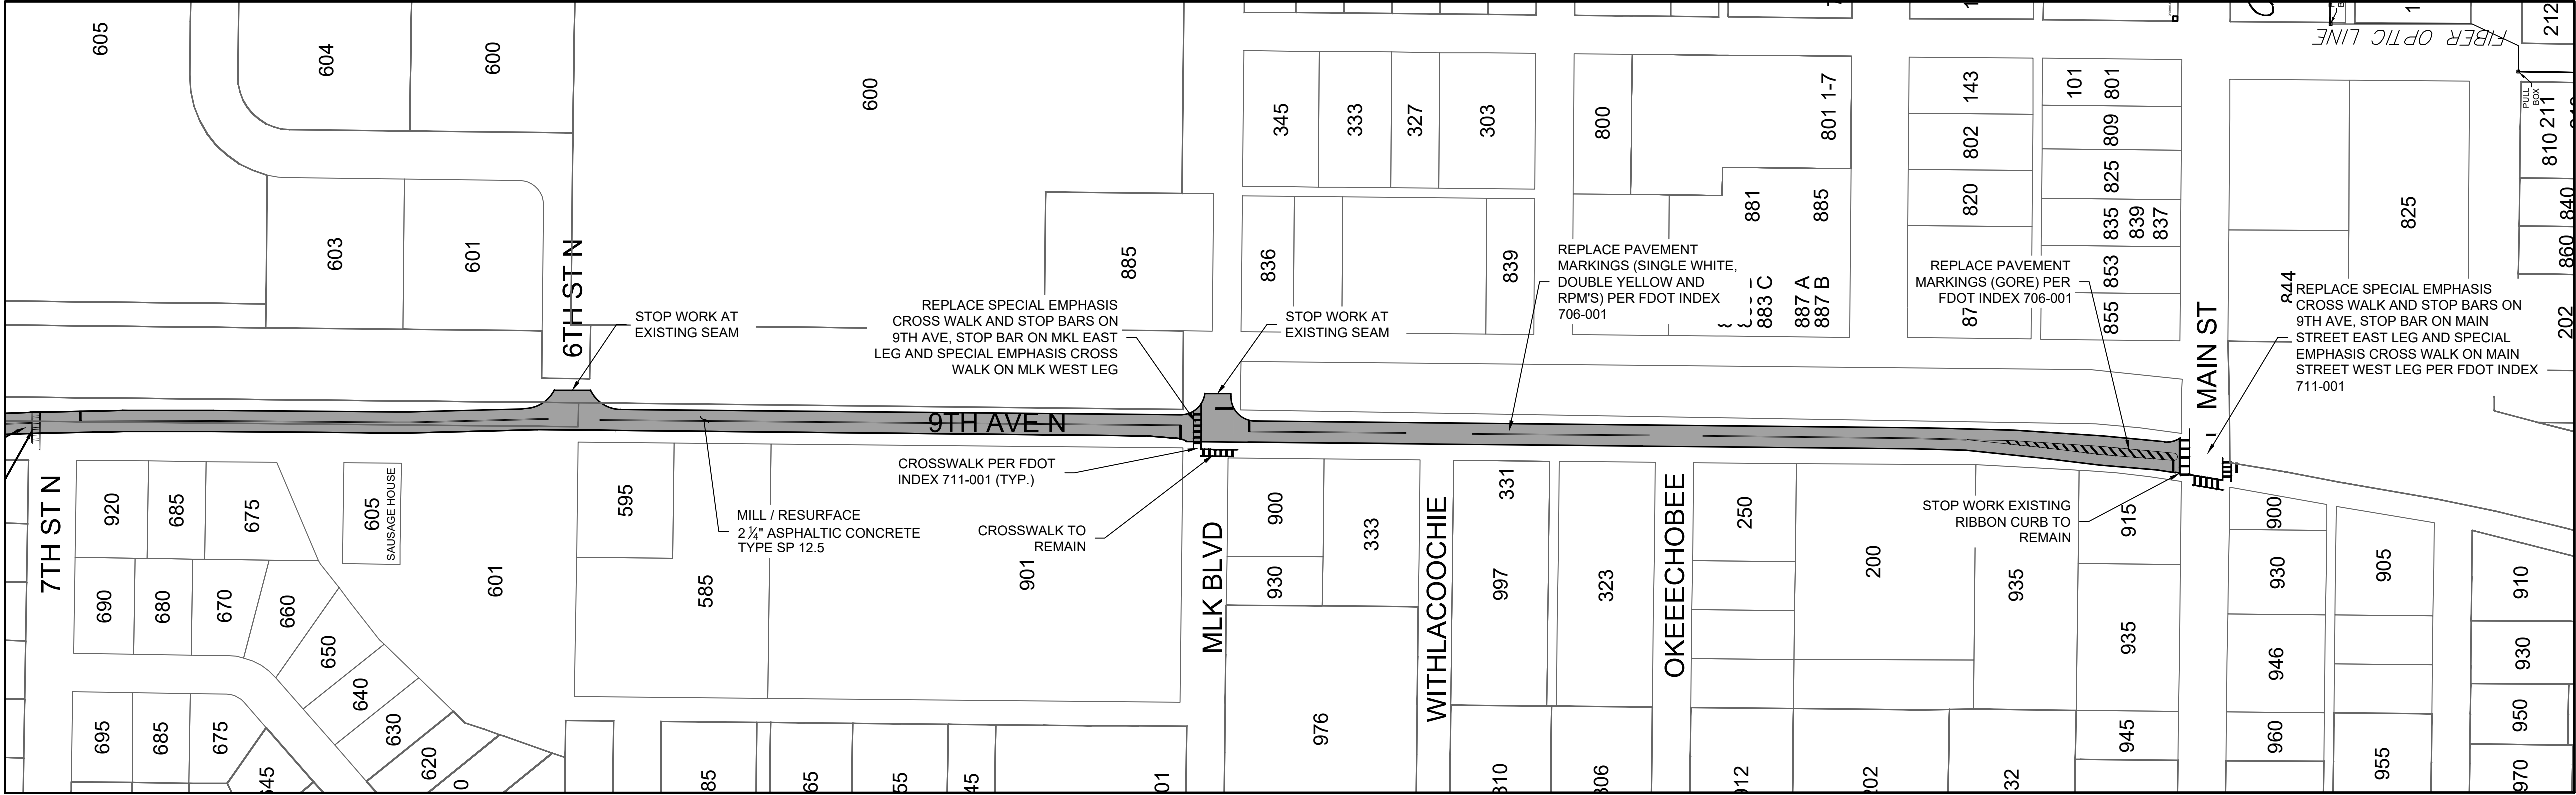 605
604
600
600
345
333
327
303
800
801 1-7
143
802
820
101
801
809
825
835
839
837
853
855
FIBER OPTIC LINE
212
PULL
BOX
211
810
840
860
202
825
844
603
601
885
836
839
881
885
883 C
887 A
887 B
87
6TH ST N
STOP WORK AT
EXISTING SEAM
REPLACE SPECIAL EMPHASIS
CROSS WALK AND STOP BARS ON
9TH AVE, STOP BAR ON MKL EAST
LEG AND SPECIAL EMPHASIS CROSS
WALK ON MLK WEST LEG
STOP WORK AT
EXISTING SEAM
REPLACE PAVEMENT
MARKINGS (SINGLE WHITE,
DOUBLE YELLOW AND
RPM'S) PER FDOT INDEX
706-001
REPLACE PAVEMENT
MARKINGS (GORE) PER
FDOT INDEX 706-001
MAIN ST
REPLACE SPECIAL EMPHASIS
CROSS WALK AND STOP BARS ON
9TH AVE, STOP BAR ON MAIN
STREET EAST LEG AND SPECIAL
EMPHASIS CROSS WALK ON MAIN
STREET WEST LEG PER FDOT INDEX
711-001
9TH AVE N
7TH ST N
920
685
675
605
SAUSAGE HOUSE
690
680
670
660
650
640
630
620
695
685
675
645
601
595
585
MILL / RESURFACE
2 ¼" ASPHALTIC CONCRETE
TYPE SP 12.5
CROSSWALK PER FDOT
INDEX 711-001 (TYP.)
CROSSWALK TO
REMAIN
901
MLK BLVD
900
930
333
976
WITHLACOOOCHIE
331
997
323
OKEEECHOBEE
250
200
935
STOP WORK EXISTING
RIBBON CURB TO
REMAIN
915
935
945
900
930
946
960
905
955
910
930
950
970